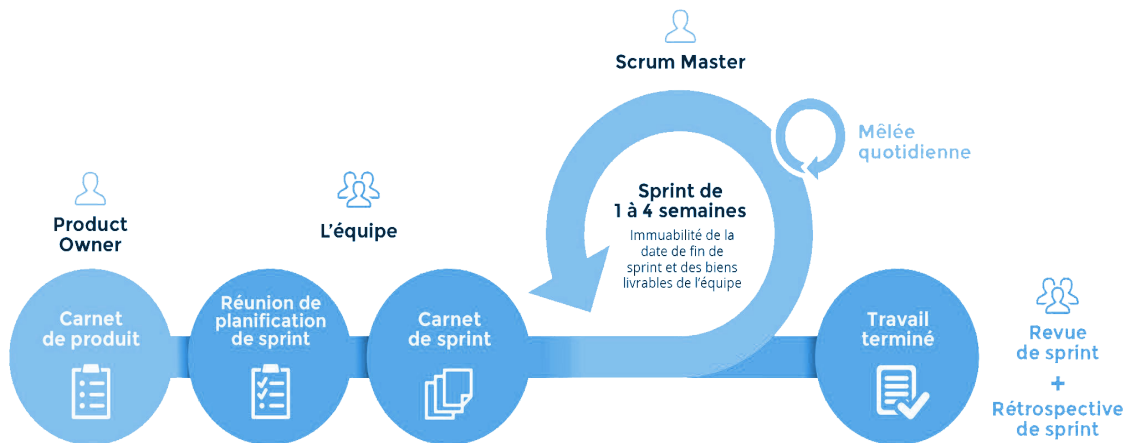 Scrum Master
Mêlée
quotidienne
Product
Owner
L'équipe
Sprint de
1 à 4 semaines
Immuabilité de la
date de fin de
sprint et des biens
livrables de l'équipe
Carnet
de produit
Réunion de
planification
de sprint
Carnet
de sprint
Travail
terminé
Revue
de sprint
+
Rétrospective
de sprint